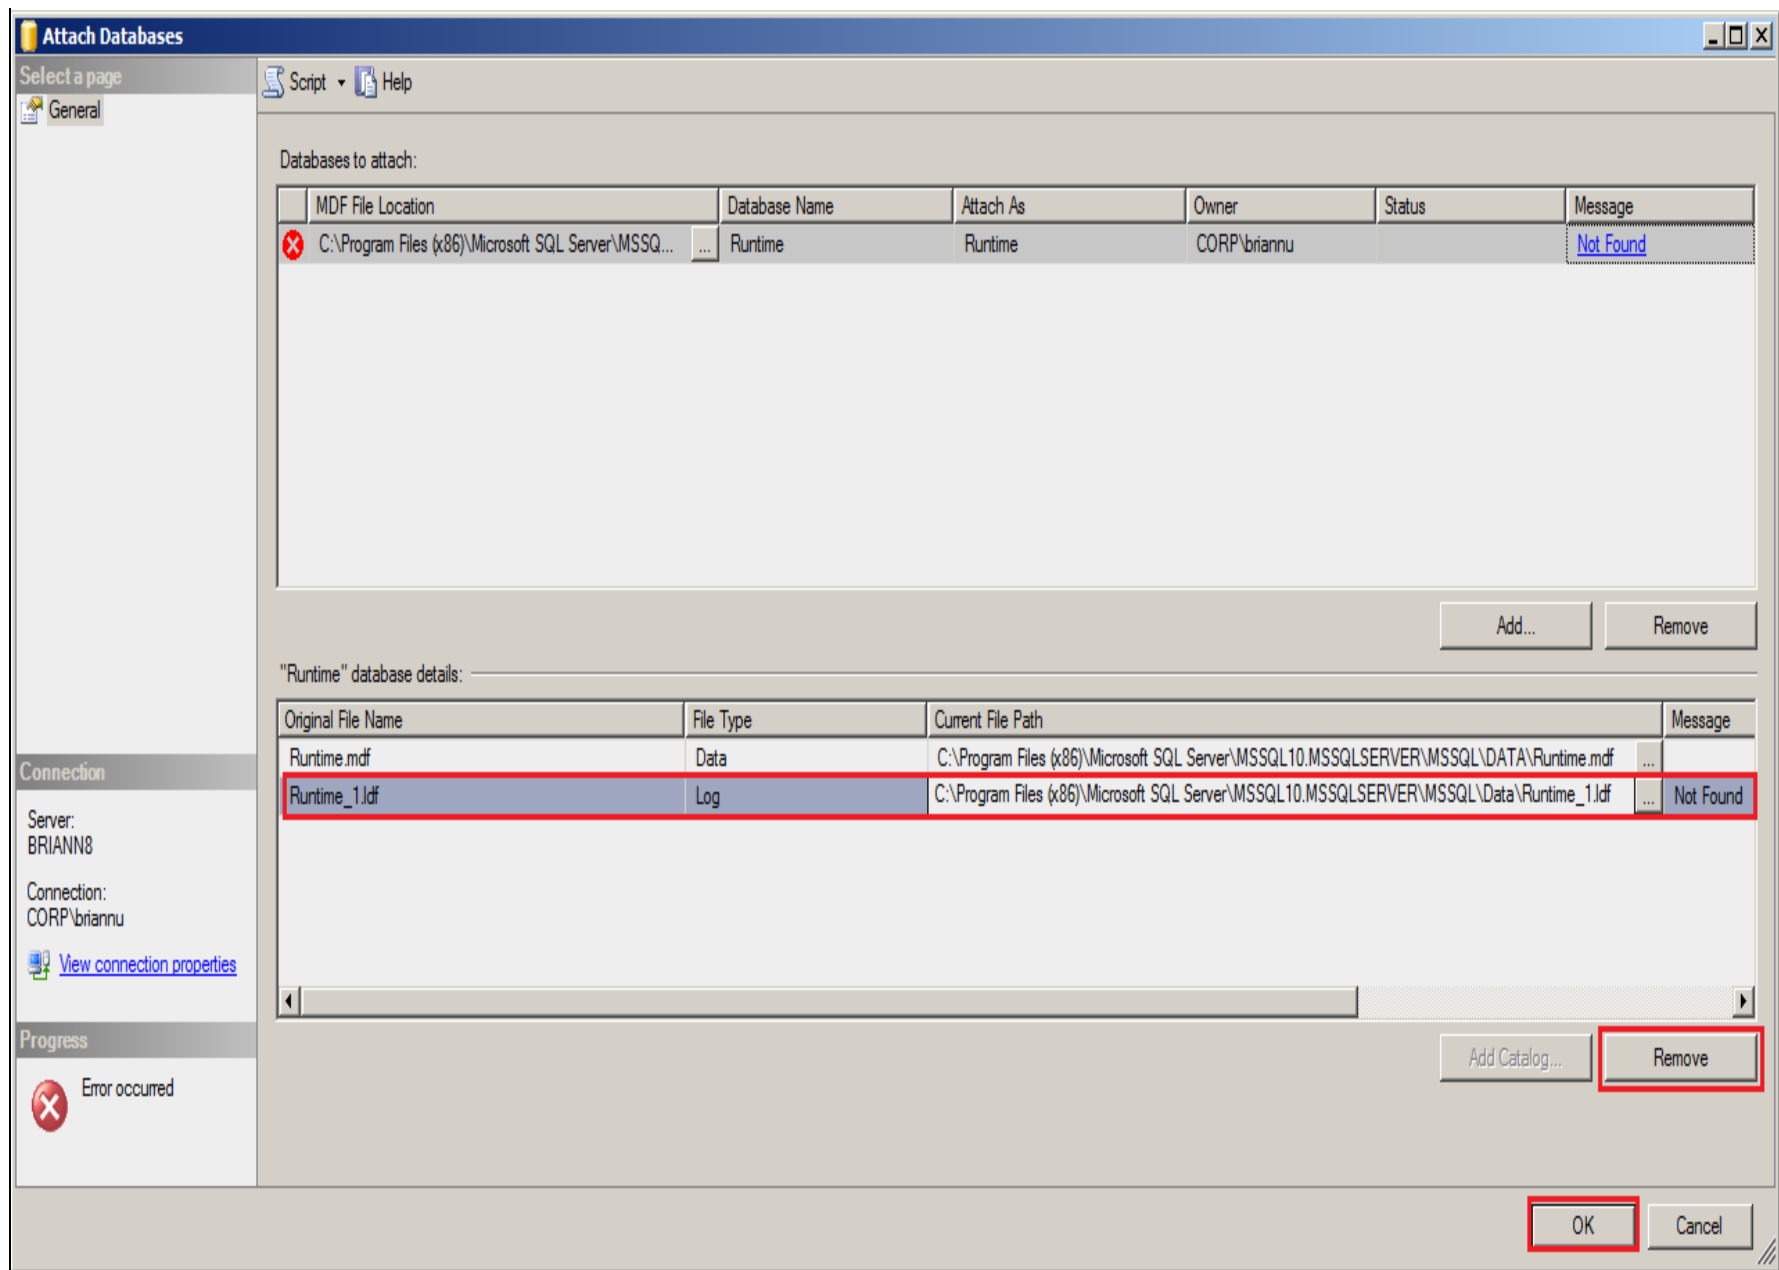 Attach Databases
Select a page
General
Script Help
Databases to attach:
MDF File Location Database Name Attach As Owner Status Message
C:\Program Files (x86)\Microsoft SQL Server\MSSQ... ... Runtime Runtime CORP\briannu Not Found
Add... Remove
"Runtime" database details:
Original File Name File Type Current File Path Message
Runtime.mdf Data C:\Program Files (x86)\Microsoft SQL Server\MSSQL10.MSSQLSERVER\MSSQL\DATA\Runtime.mdf ...
Runtime_1.ldf Log C:\Program Files (x86)\Microsoft SQL Server\MSSQL10.MSSQLSERVER\MSSQL\Data\Runtime_1.ldf ... Not Found
Connection
Server:
BRIANN8
Connection:
CORP\briannu
View connection properties
Progress
Error occurred
Add Catalog... Remove
OK Cancel